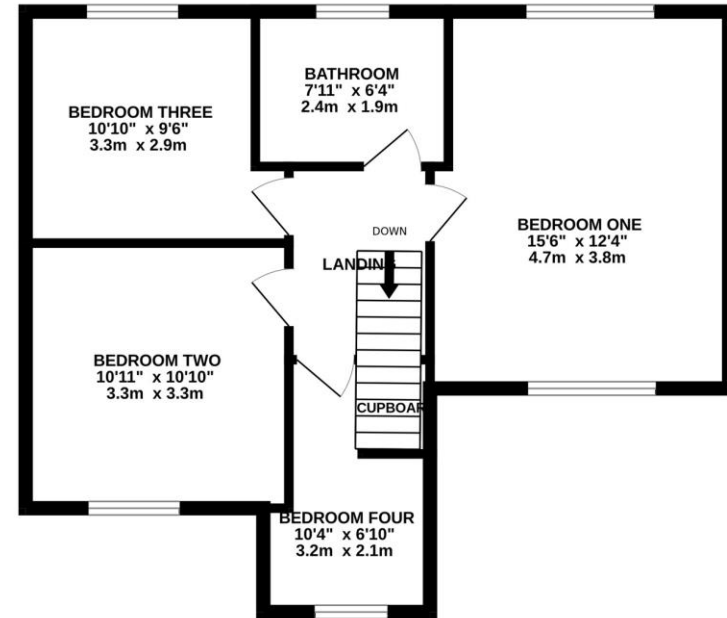 BEDROOM THREE
10'10" x 9'6"
3.3m x 2.9m
BATHROOM
7'11" x 6'4"
2.4m x 1.9m
BEDROOM ONE
15'6" x 12'4"
4.7m x 3.8m
DOWN
LANDING
BEDROOM TWO
10'11" x 10'10"
3.3m x 3.3m
CUPBOAR
BEDROOM FOUR
10'4" x 6'10"
3.2m x 2.1m